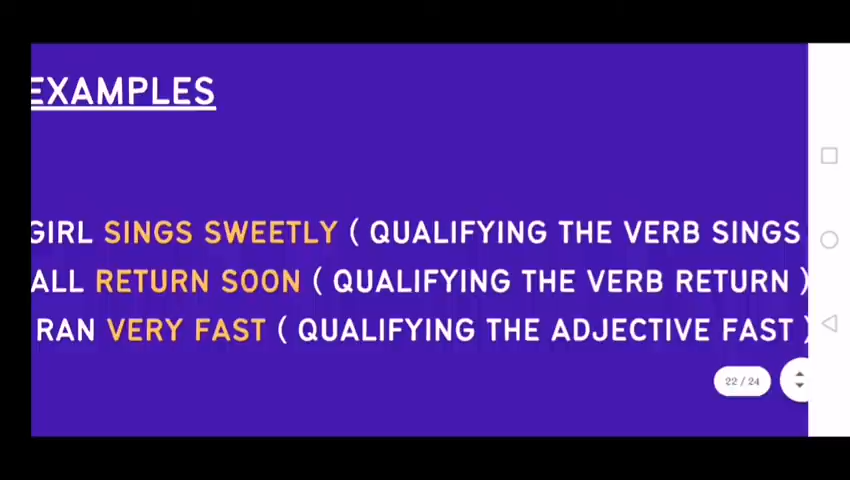 EXAMPLES
GIRL SINGS SWEETLY ( QUALIFYING THE VERB SINGS
ALL RETURN SOON ( QUALIFYING THE VERB RETURN )
RAN VERY FAST ( QUALIFYING THE ADJECTIVE FAST )
22 / 24